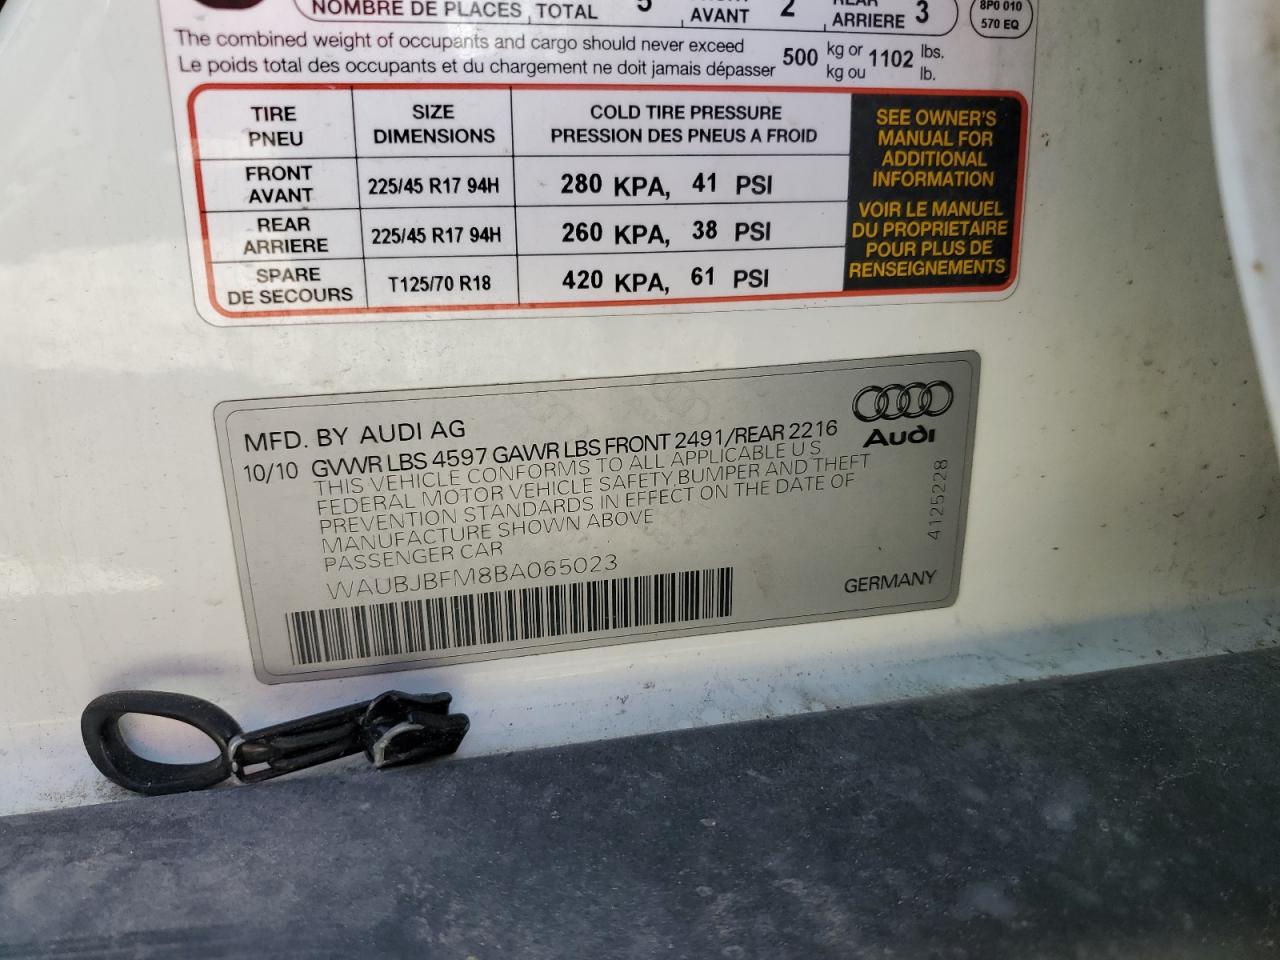 NOMBRE DE PLACES TOTAL 5 AVANT 2 ARRIERE 3
8P0 010
570 EQ
The combined weight of occupants and cargo should never exceed 500 kg or 1102 lbs.
Le poids total des occupants et du chargement ne doit jamais dépasser kg ou lb.
TIRE SIZE COLD TIRE PRESSURE
PNEU DIMENSIONS PRESSION DES PNEUS A FROID
FRONT
AVANT 225/45 R17 94H 280 KPA, 41 PSI
REAR
ARRIERE 225/45 R17 94H 260 KPA, 38 PSI
SPARE
DE SECOURS T125/70 R18 420 KPA, 61 PSI
SEE OWNER'S
MANUAL FOR
ADDITIONAL
INFORMATION
VOIR LE MANUEL
DU PROPRIETAIRE
POUR PLUS DE
RENSEIGNEMENTS
MFD. BY AUDI AG
10/10 GVWR LBS 4597 GAWR LBS FRONT 2491/REAR 2216
THIS VEHICLE CONFORMS TO ALL APPLICABLE U S
FEDERAL MOTOR VEHICLE SAFETY,BUMPER AND THEFT
PREVENTION STANDARDS IN EFFECT ON THE DATE OF
MANUFACTURE SHOWN ABOVE
PASSENGER CAR
WAUBJBFM8BA065023
Audi
4125228
GERMANY